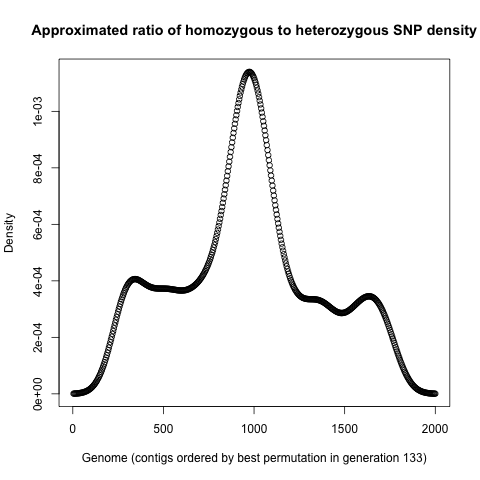 Approximated ratio of homozygous to heterozygous SNP density
Density
1e-03
8e-04
6e-04
4e-04
2e-04
0e+00
0 500 1000 1500 2000
Genome (contigs ordered by best permutation in generation 133)